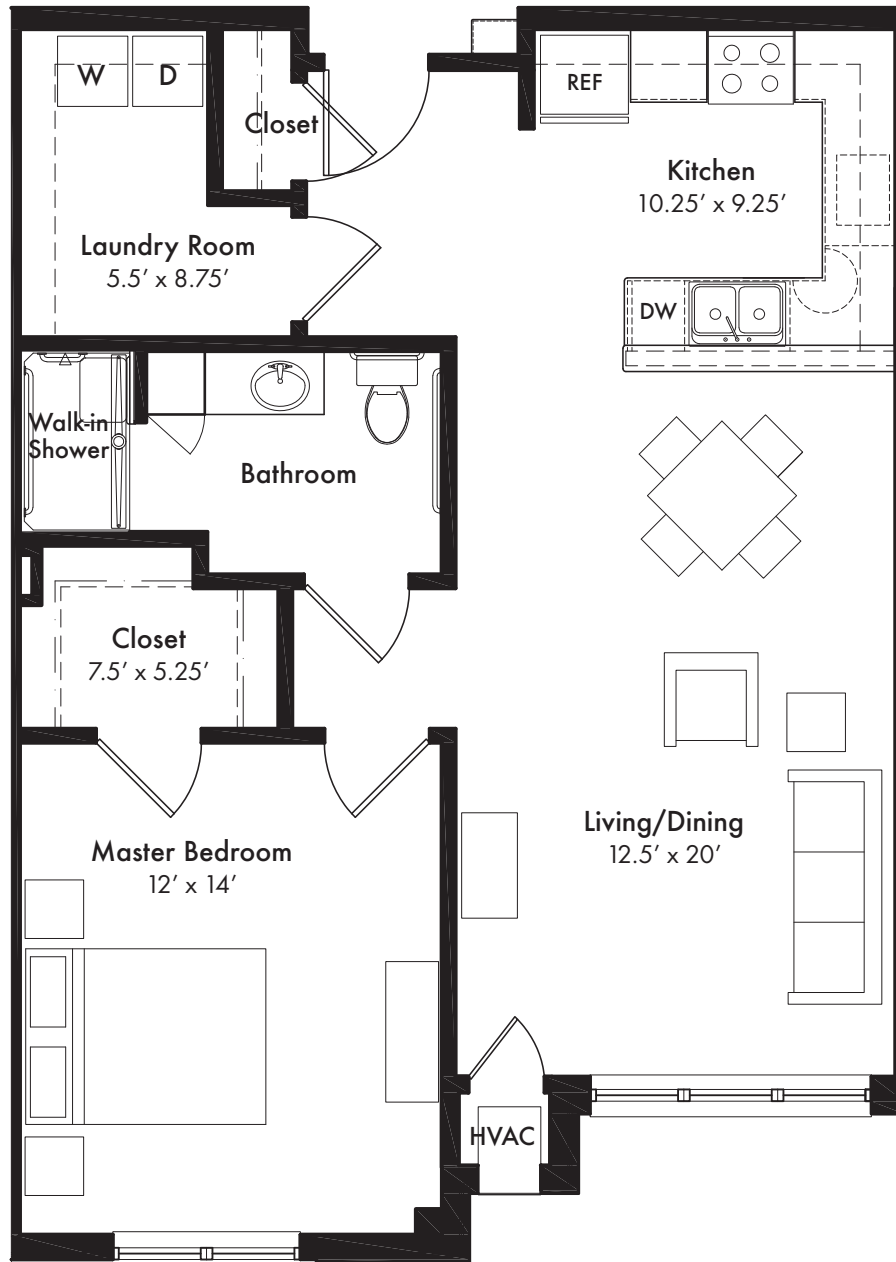 W
D
REF
Closet
Kitchen
10.25’ x 9.25’
Laundry Room
5.5’ x 8.75’
DW
Walk-in
Shower
Bathroom
Closet
7.5’ x 5.25’
Living/Dining
12.5’ x 20’
Master Bedroom
12’ x 14’
HVAC